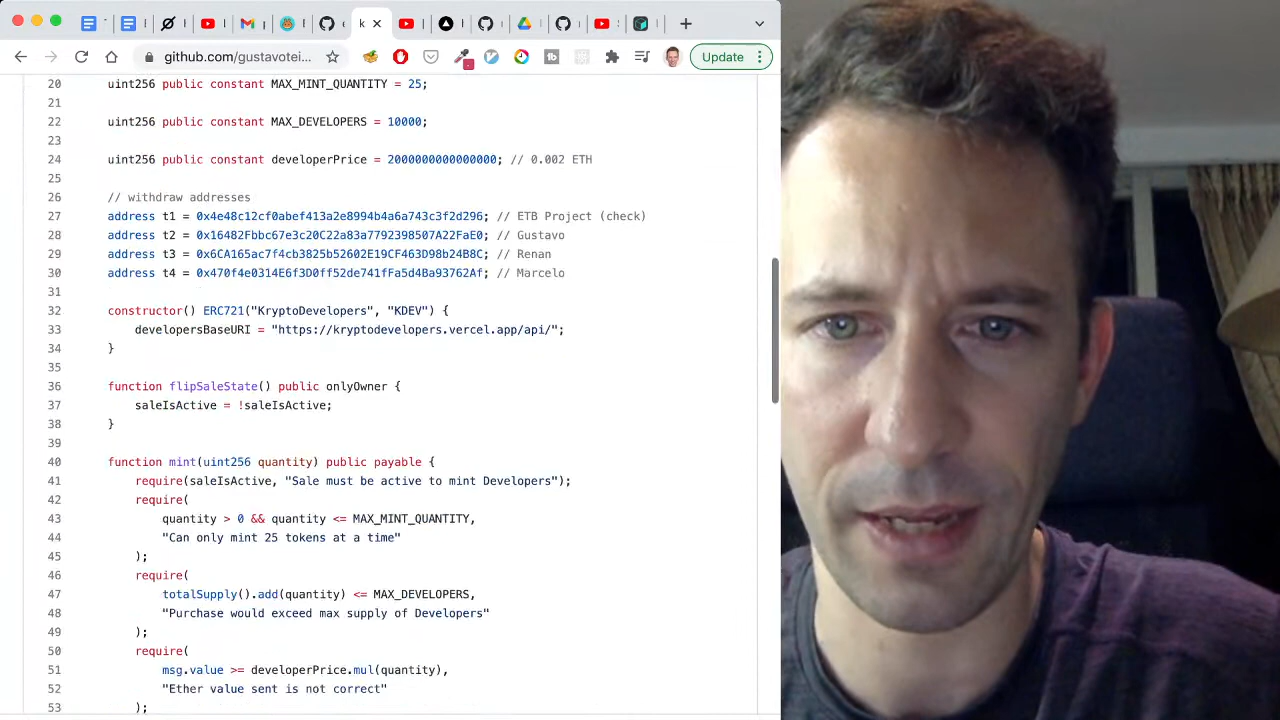 k
github.com/gustavotei...
Update
20 uint256 public constant MAX_MINT_QUANTITY = 25;
21
22 uint256 public constant MAX_DEVELOPERS = 10000;
23
24 uint256 public constant developerPrice = 2000000000000000; // 0.002 ETH
25
26 // withdraw addresses
27 address t1 = 0x4e48c12cf0abef413a2e8994b4a6a743c3f2d296; // ETB Project (check)
28 address t2 = 0x16482Fbbc67e3c20C22a83a7792398507A22FaE0; // Gustavo
29 address t3 = 0x6CA165ac7f4cb3825b52602E19CF463D98b24B8C; // Renan
30 address t4 = 0x470f4e0314E6f3D0ff52de741fFa5d4Ba93762Af; // Marcelo
31
32 constructor() ERC721("KryptoDevelopers", "KDEV") {
33 developersBaseURI = "https://kryptodevelopers.vercel.app/api/";
34 }
35
36 function flipSaleState() public onlyOwner {
37 saleIsActive = !saleIsActive;
38 }
39
40 function mint(uint256 quantity) public payable {
41 require(saleIsActive, "Sale must be active to mint Developers");
42 require(
43 quantity > 0 && quantity <= MAX_MINT_QUANTITY,
44 "Can only mint 25 tokens at a time"
45 );
46 require(
47 totalSupply().add(quantity) <= MAX_DEVELOPERS,
48 "Purchase would exceed max supply of Developers"
49 );
50 require(
51 msg.value >= developerPrice.mul(quantity),
52 "Ether value sent is not correct"
53 );